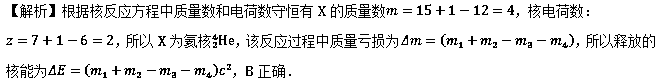 【解析】根据核反应方程中质量数和电荷数守恒有 X 的质量数m = 15 + 1 − 12 = 4，核电荷数：
z = 7 + 1 − 6 = 2，所以 X 为氦核⁴₂He，该反应过程中质量亏损为Δm = (m₁ + m₂ − m₃ − m₄)，所以释放的
核能为ΔE = (m₁ + m₂ − m₃ − m₄)c²，B 正确．